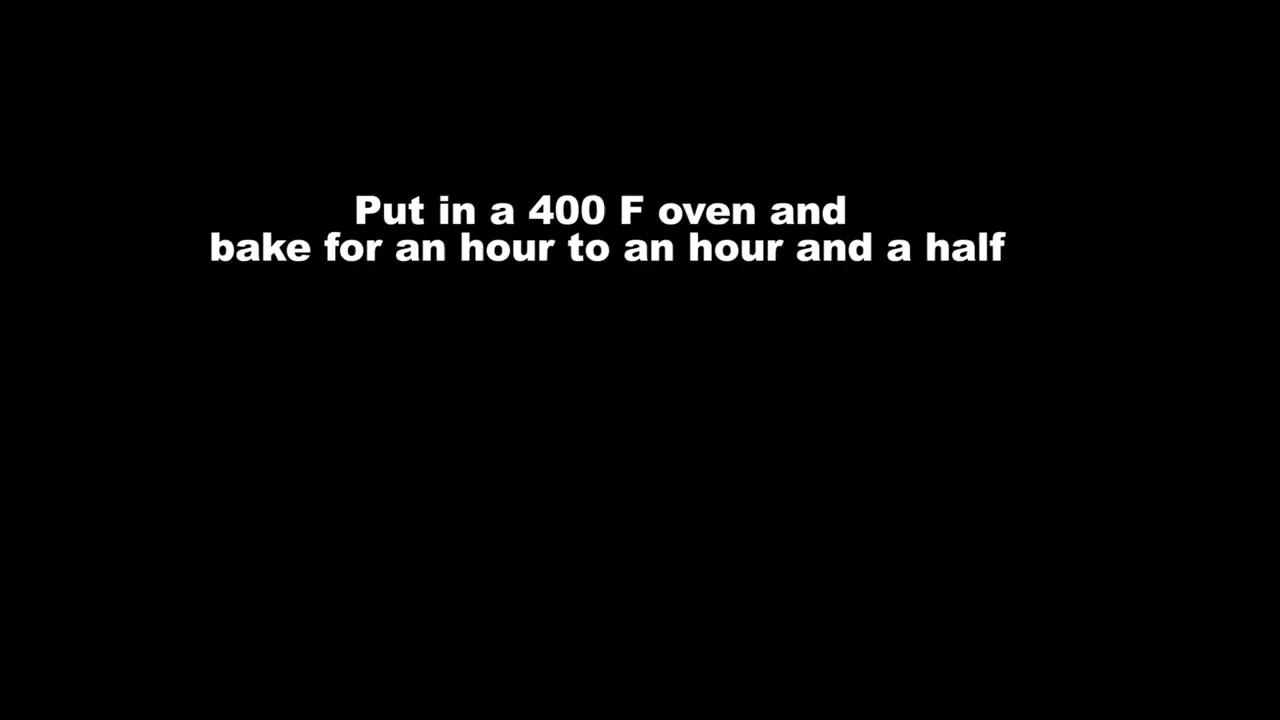 Put in a 400 F oven and
bake for an hour to an hour and a half